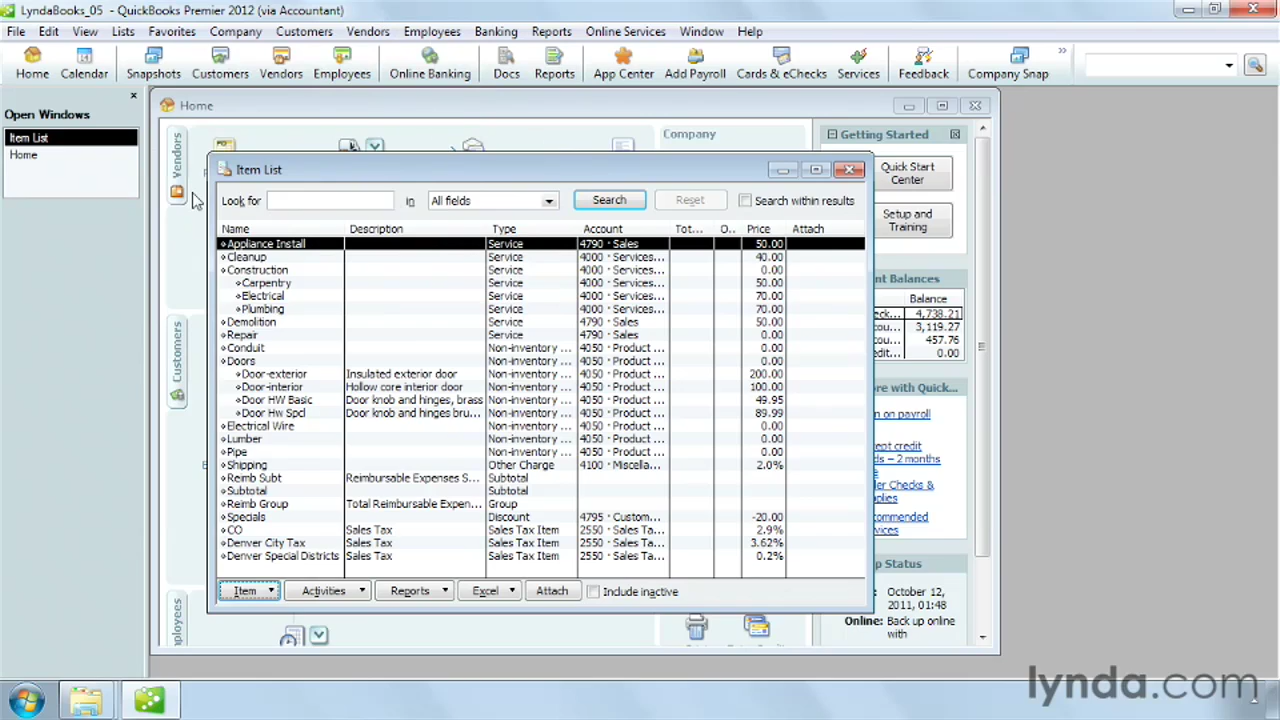 LyndaBooks_05 - QuickBooks Premier 2012 (via Accountant)
File Edit View Lists Favorites Company Customers Vendors Employees Banking Reports Online Services Window Help
Home Calendar Snapshots Customers Vendors Employees Online Banking Docs Reports App Center Add Payroll Cards & eChecks Services Feedback Company Snap
Open Windows
Item List
Home
Home
Vendors
Customers
ployees
Company
Item List
Look for in All fields Search Reset Search within results
Name Description Type Account Tot... O.. Price Attach
Appliance Install Service 4790 · Sales 50.00
Cleanup Service 4000 · Services... 40.00
Construction Service 4000 · Services... 0.00
Carpentry Service 4000 · Services... 50.00
Electrical Service 4000 · Services... 70.00
Plumbing Service 4000 · Services... 70.00
Demolition Service 4790 · Sales 50.00
Repair Service 4790 · Sales 0.00
Conduit Non-inventory ... 4050 · Product ... 0.00
Doors Non-inventory ... 4050 · Product ... 0.00
Door-exterior Insulated exterior door Non-inventory ... 4050 · Product ... 200.00
Door-interior Hollow core interior door Non-inventory ... 4050 · Product ... 100.00
Door HW Basic Door knob and hinges, brass Non-inventory ... 4050 · Product ... 49.95
Door Hw Spcl Door knob and hinges bru... Non-inventory ... 4050 · Product ... 89.99
Electrical Wire Non-inventory ... 4050 · Product ... 0.00
Lumber Non-inventory ... 4050 · Product ... 0.00
Pipe Non-inventory ... 4050 · Product ... 0.00
Shipping Other Charge 4100 · Miscella... 2.0%
Reimb Subt Reimbursable Expenses S... Subtotal
Subtotal Subtotal
Reimb Group Total Reimbursable Expen... Group
Specials Discount 4795 · Custom... -20.00
CO Sales Tax Sales Tax Item 2550 · Sales Ta... 2.9%
Denver City Tax Sales Tax Sales Tax Item 2550 · Sales Ta... 3.62%
Denver Special Districts Sales Tax Sales Tax Item 2550 · Sales Ta... 0.2%
Item Activities Reports Excel Attach Include inactive
Getting Started
Quick Start
Center
Setup and
Training
nt Balances
Balance
eck... 4,738.21
cou... 3,119.27
cou... 457.76
edit... 0.00
ore with Quick...
n on payroll
ept credit
ds – 2 months
er Checks &
plies
ommended
vices
p Status
October 12,
2011, 01:48
Online: Back up online
with
lynda.com